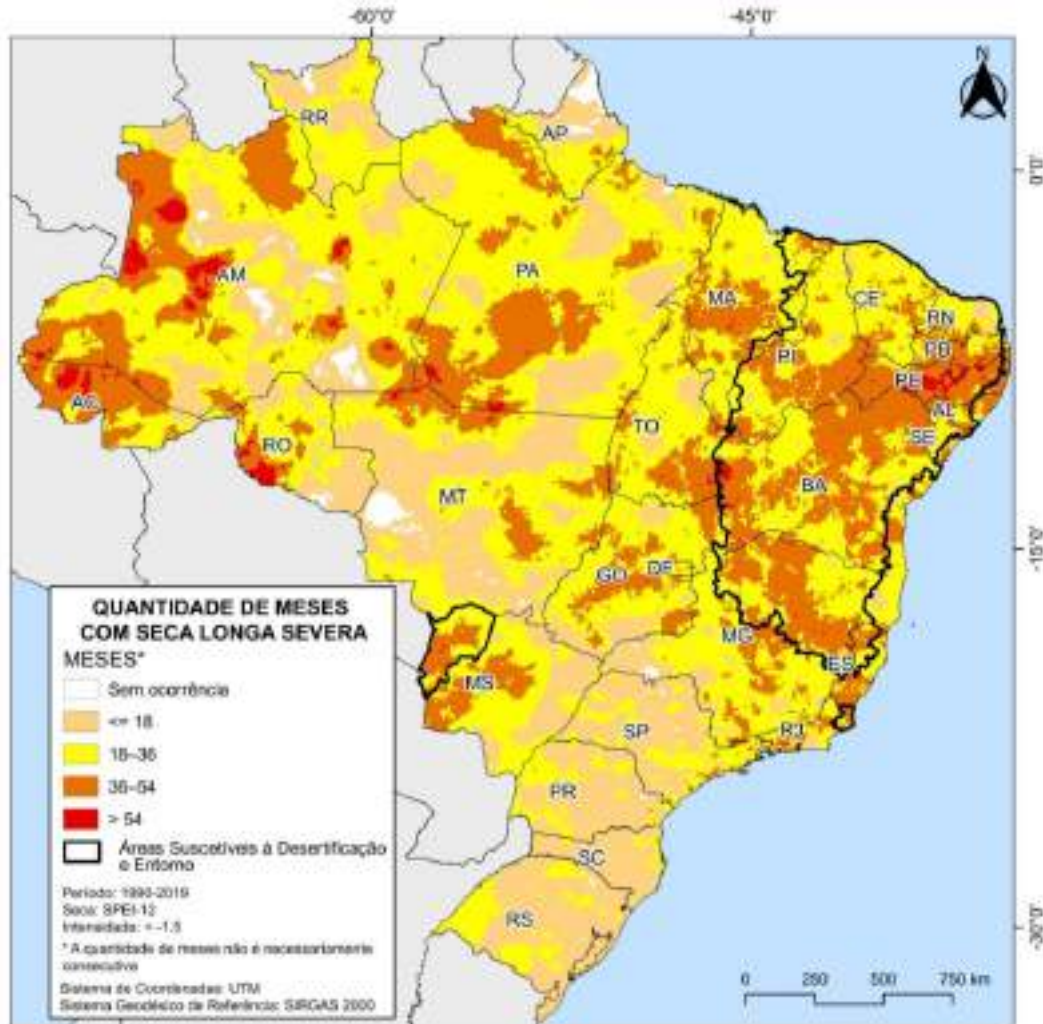 -60°0'
-45°0'
N
RR
AP
0°0'
AM
PA
MA
CE
RN
PB
PI
PE
AC
AL
TO
SE
RO
BA
MT
-15°0'
GO
DF
MG
ES
MS
SP
RJ
PR
SC
RS
-30°0'
QUANTIDADE DE MESES
COM SECA LONGA SEVERA
MESES*
Sem ocorrência
<= 18
18–36
36–54
> 54
Áreas Suscetíveis à Desertificação
e Entorno
Período: 1990-2019
Seca: SPEI-12
Intensidade: < -1.5
* A quantidade de meses não é necessariamente
consecutiva
Sistema de Coordenadas: UTM
Sistema Geodésico de Referência: SIRGAS 2000
0 250 500 750 km